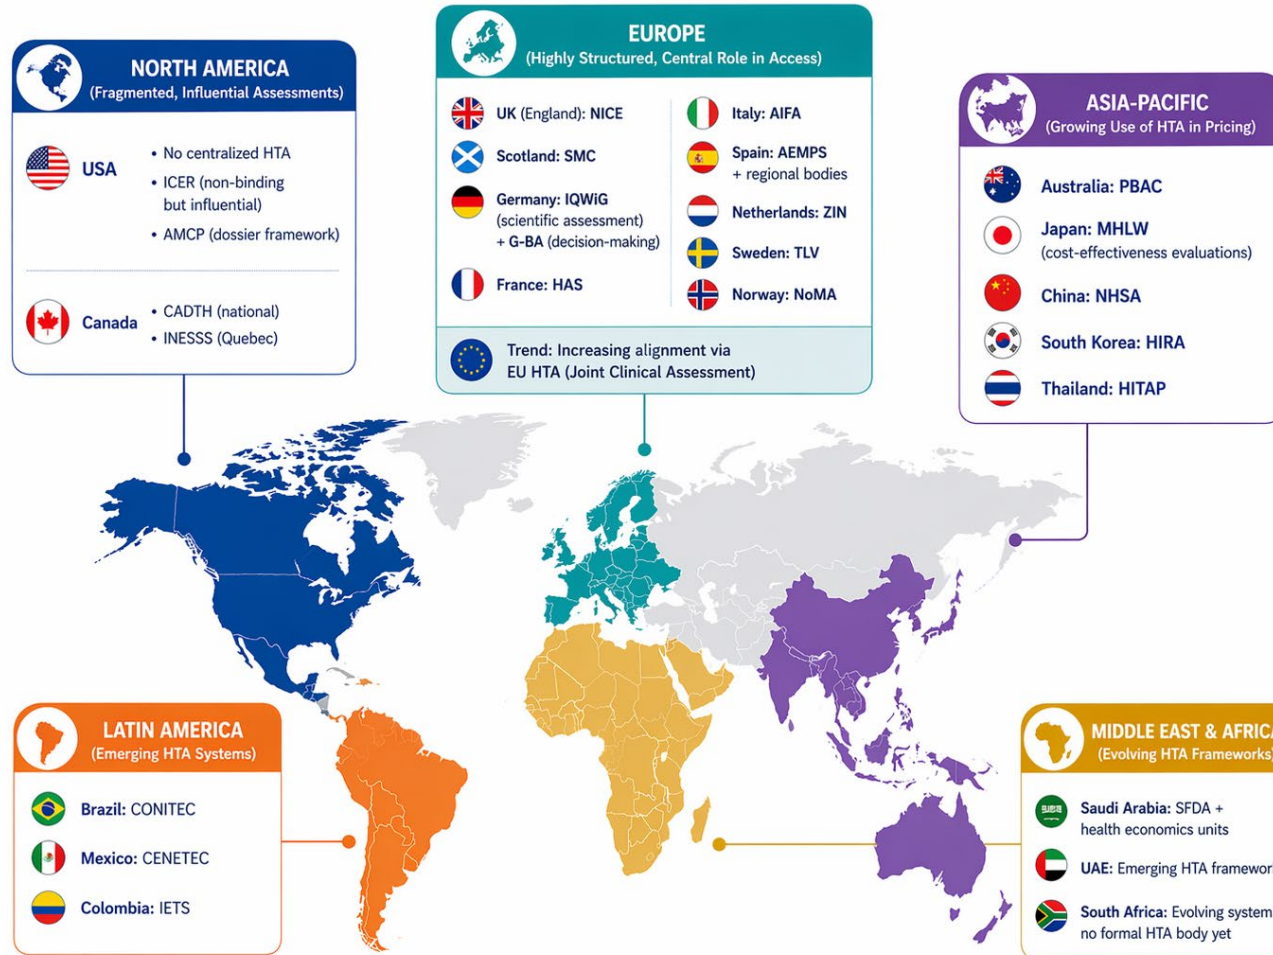 NORTH AMERICA
(Fragmented, Influential Assessments)
USA
• No centralized HTA
• ICER (non-binding
but influential)
• AMCP (dossier framework)
Canada
• CADTH (national)
• INESSS (Quebec)
EUROPE
(Highly Structured, Central Role in Access)
UK (England): NICE
Scotland: SMC
Germany: IQWiG
(scientific assessment)
+ G-BA (decision-making)
France: HAS
Italy: AIFA
Spain: AEMPS
+ regional bodies
Netherlands: ZIN
Sweden: TLV
Norway: NoMA
Trend: Increasing alignment via
EU HTA (Joint Clinical Assessment)
ASIA-PACIFIC
(Growing Use of HTA in Pricing)
Australia: PBAC
Japan: MHLW
(cost-effectiveness evaluations)
China: NHSA
South Korea: HIRA
Thailand: HITAP
LATIN AMERICA
(Emerging HTA Systems)
Brazil: CONITEC
Mexico: CENETEC
Colombia: IETS
MIDDLE EAST & AFRICA
(Evolving HTA Frameworks)
Saudi Arabia: SFDA +
health economics units
UAE: Emerging HTA framework
South Africa: Evolving system
no formal HTA body yet